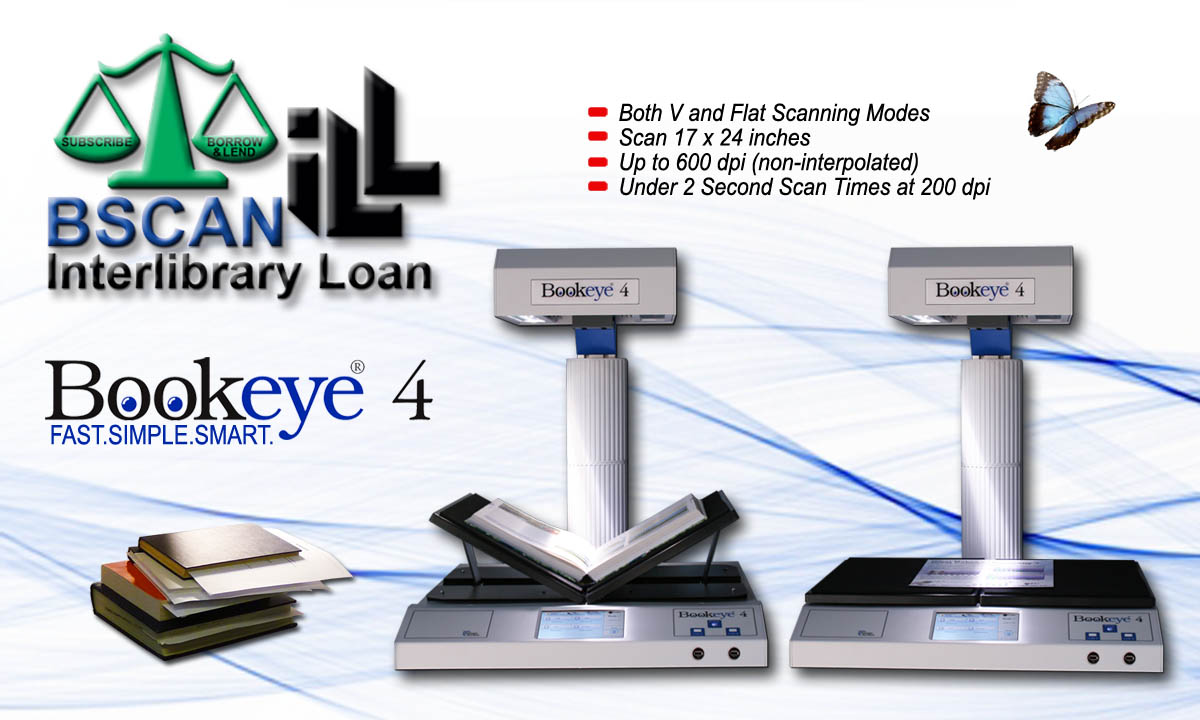 SUBSCRIBE
BORROW
& LEND
iLL
BSCAN
Interlibrary Loan
Both V and Flat Scanning Modes
Scan 17 x 24 inches
Up to 600 dpi (non-interpolated)
Under 2 Second Scan Times at 200 dpi
Bookeye® 4
FAST.SIMPLE.SMART.
Bookeye® 4
Bookeye® 4
Bookeye 4
Bookeye 4